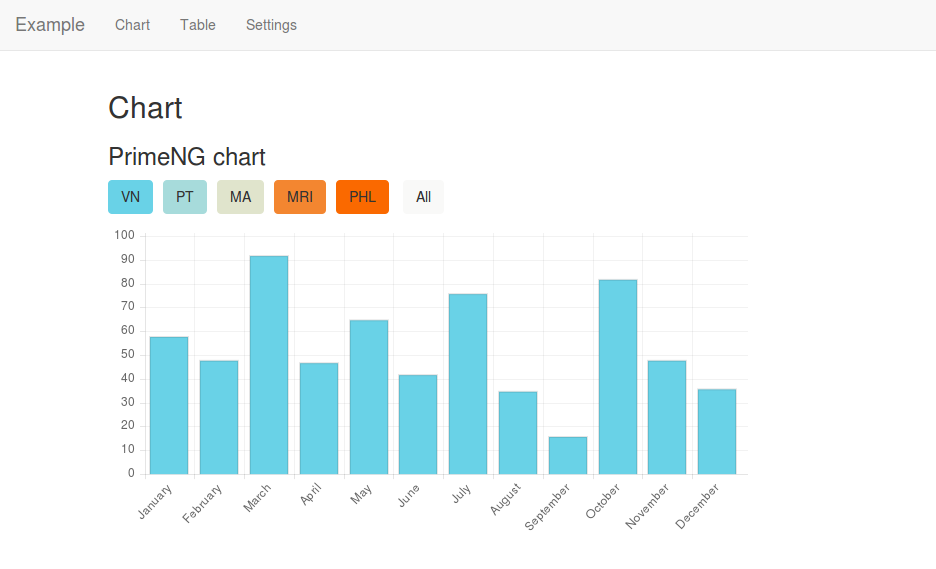 Example Chart Table Settings
Chart
PrimeNG chart
VN PT MA MRI PHL All
100
90
80
70
60
50
40
30
20
10
0
January February March April May June July August September October November December